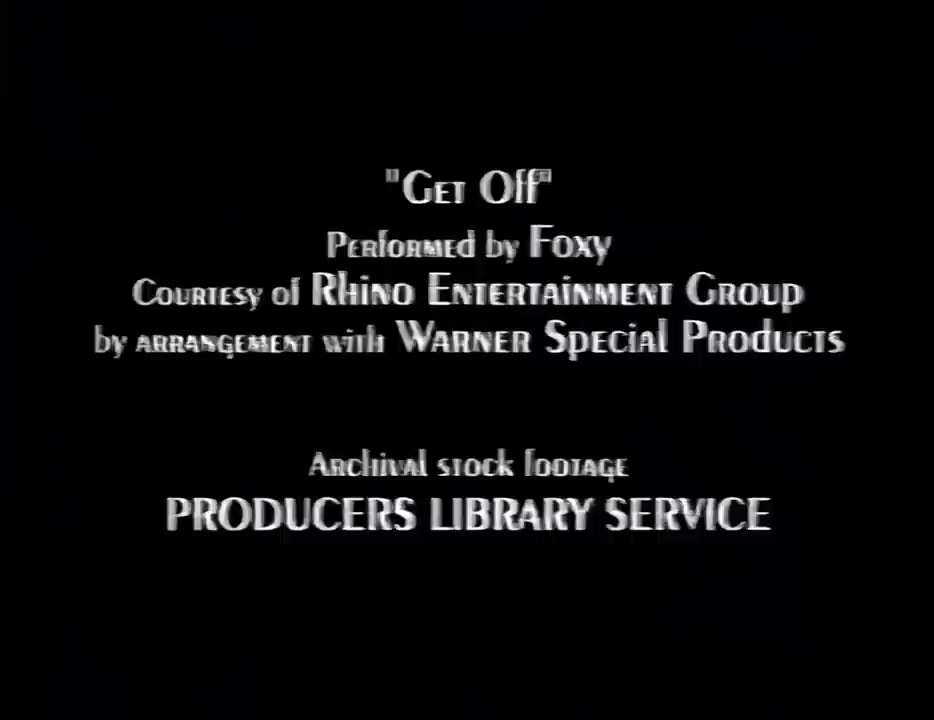 "Get Off"
Performed by Foxy
Courtesy of Rhino Entertainment Group
by arrangement with Warner Special Products
Archival stock footage
PRODUCERS LIBRARY SERVICE